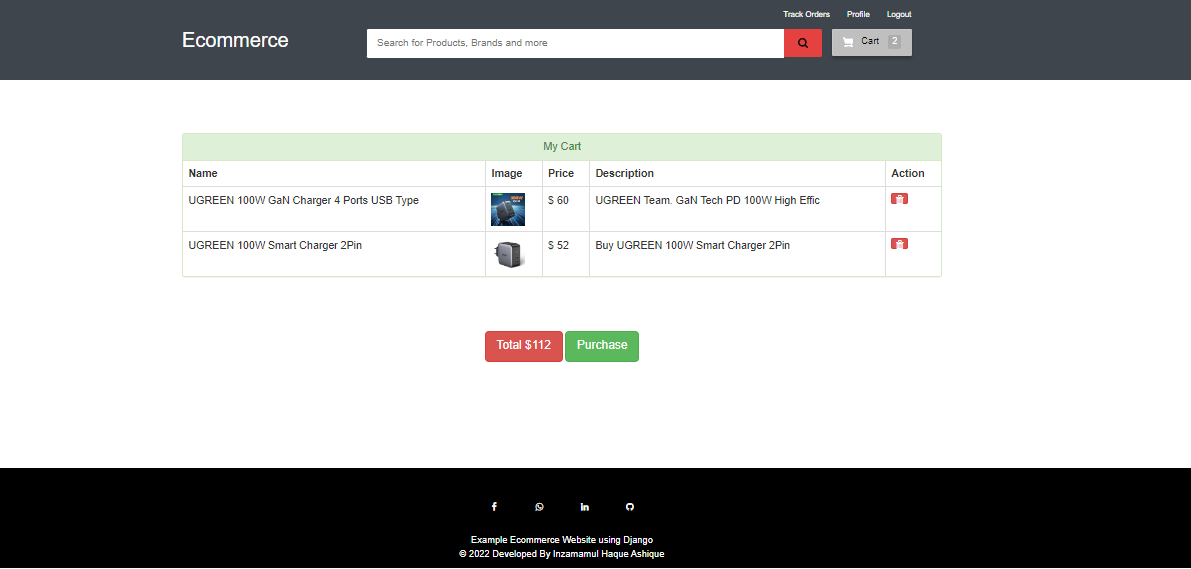 Track Orders Profile Logout
Ecommerce Search for Products, Brands and more Cart 2
My Cart
Name Image Price Description Action
UGREEN 100W GaN Charger 4 Ports USB Type $ 60 UGREEN Team. GaN Tech PD 100W High Effic
UGREEN 100W Smart Charger 2Pin $ 52 Buy UGREEN 100W Smart Charger 2Pin
Total $112 Purchase
Example Ecommerce Website using Django
© 2022 Developed By Inzamamul Haque Ashique